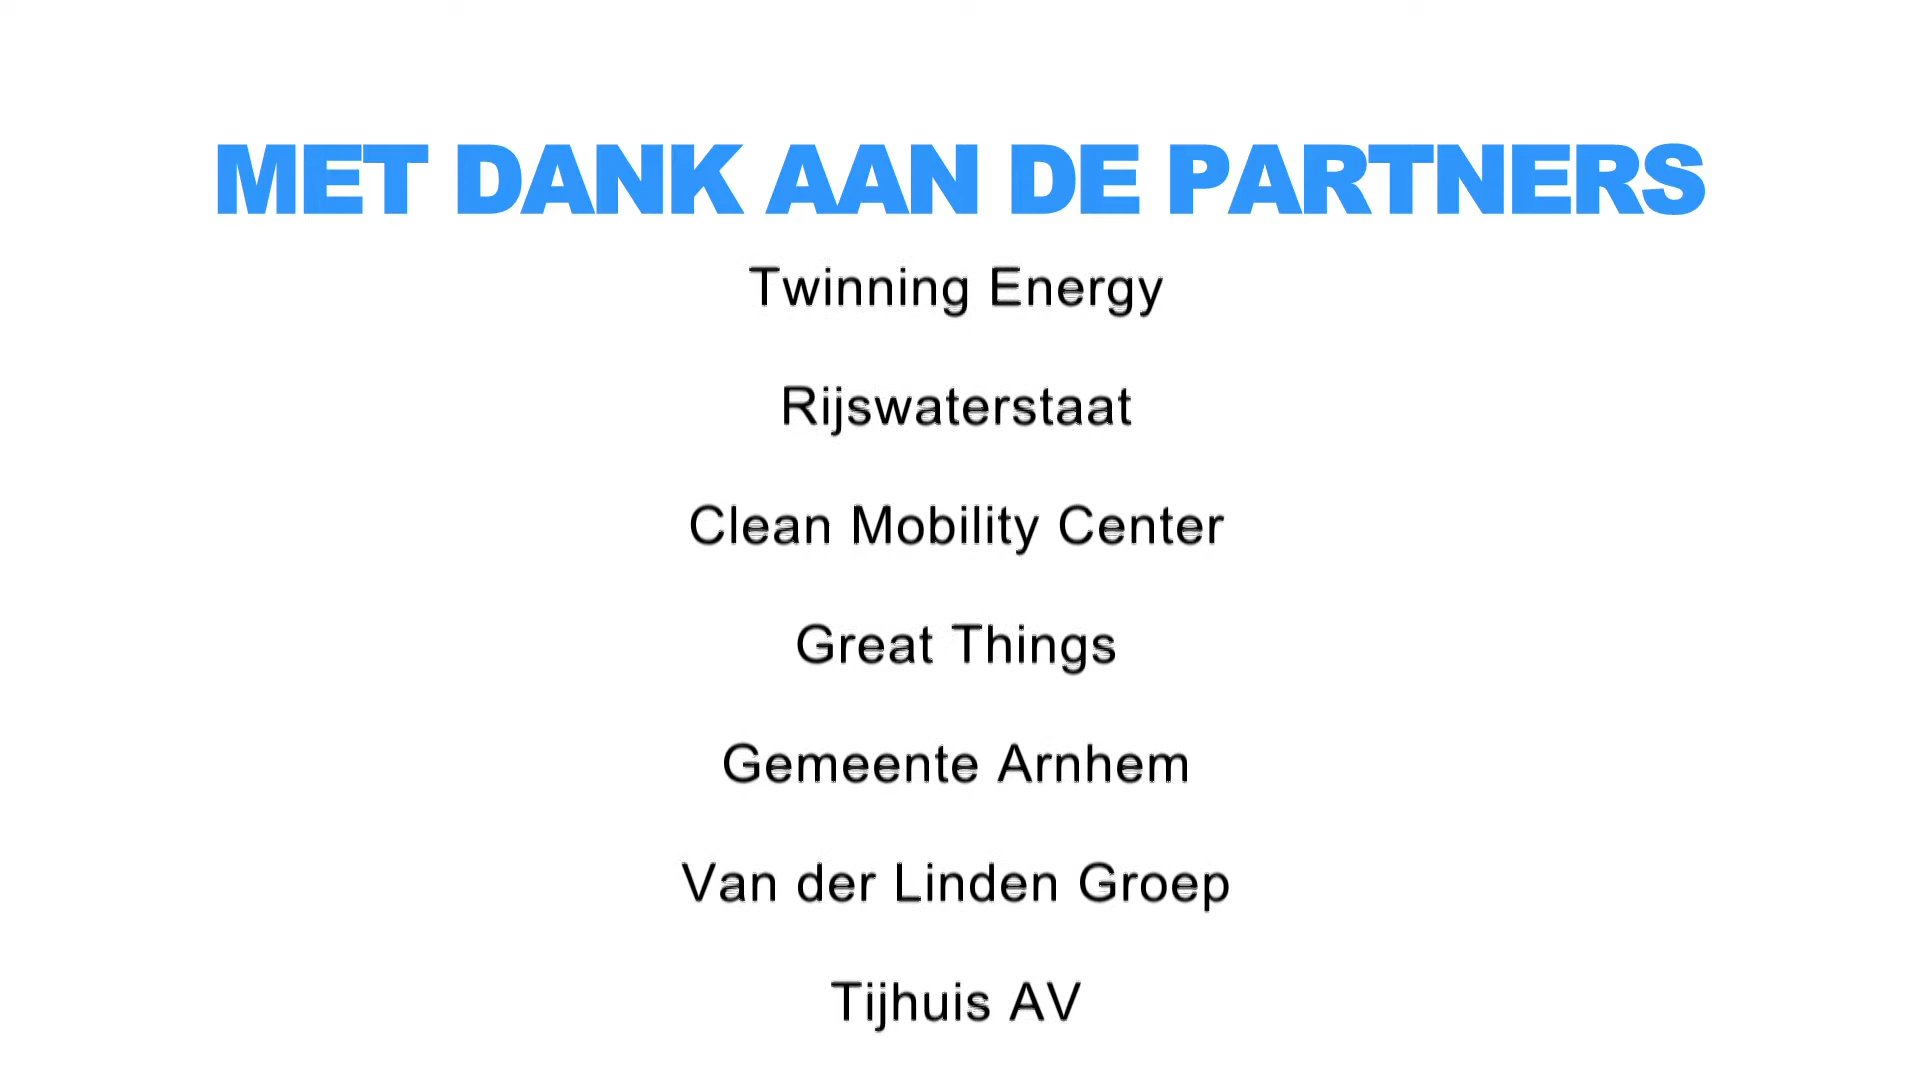 MET DANK AAN DE PARTNERS
Twinning Energy
Rijswaterstaat
Clean Mobility Center
Great Things
Gemeente Arnhem
Van der Linden Groep
Tijhuis AV